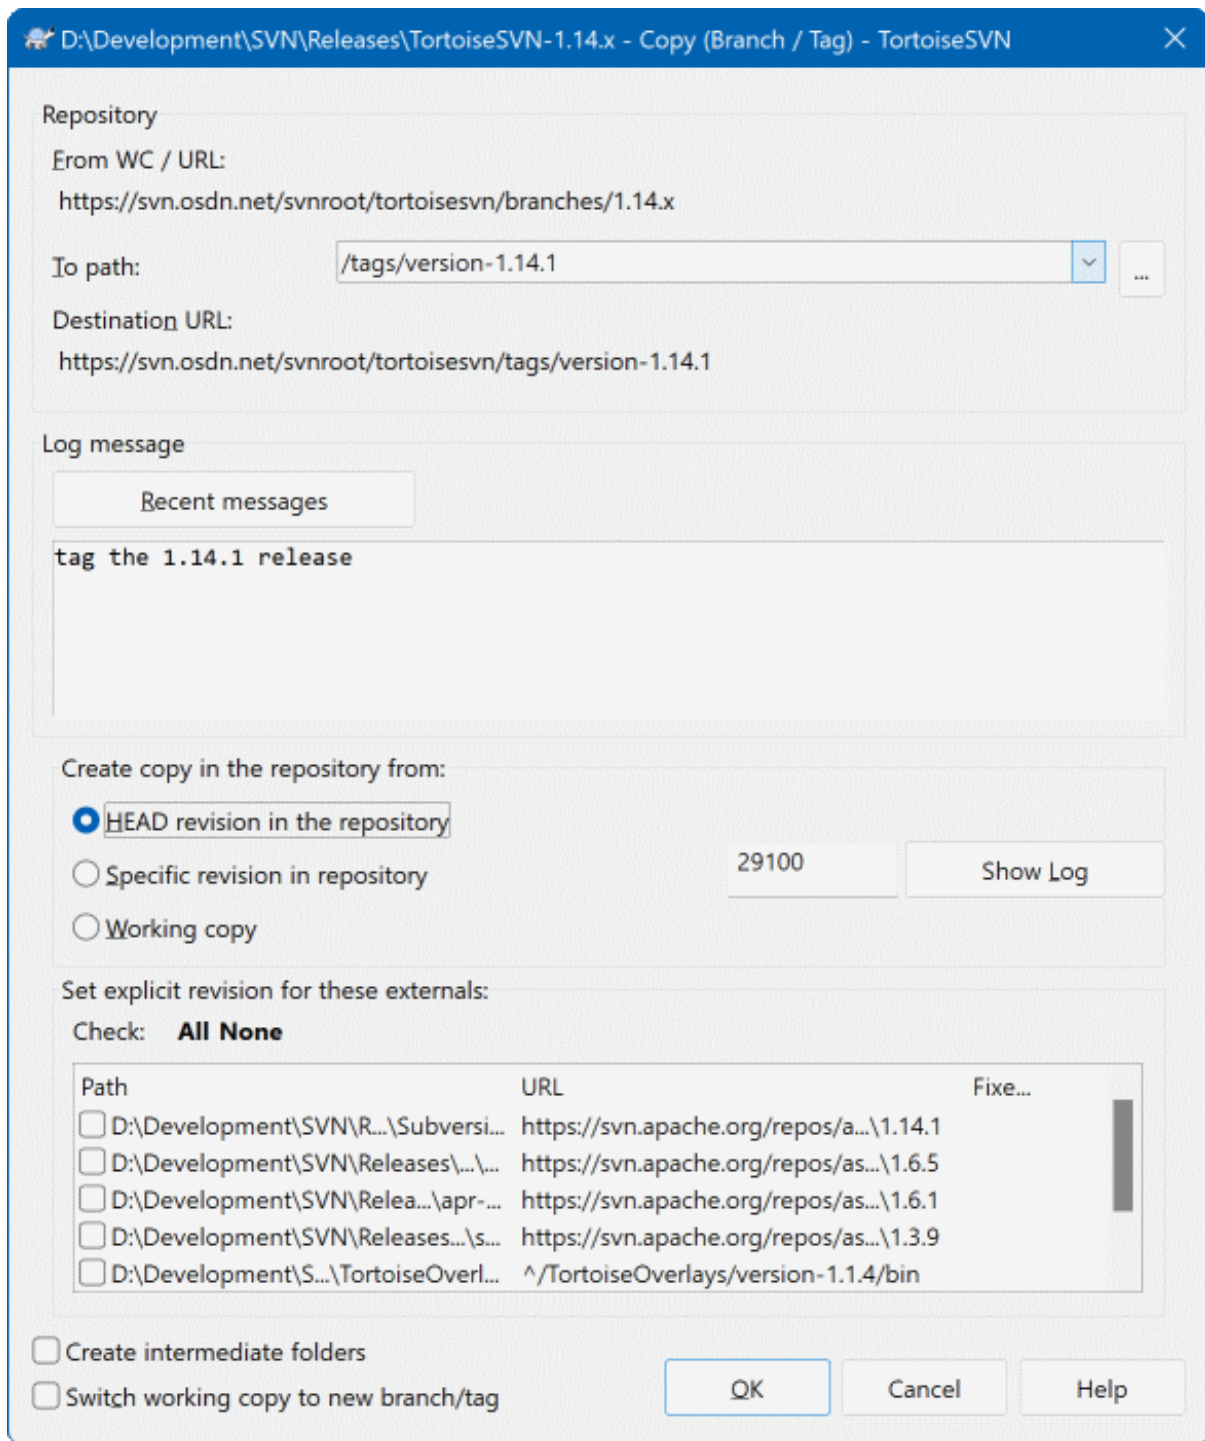 D:\Development\SVN\Releases\TortoiseSVN-1.14.x - Copy (Branch / Tag) - TortoiseSVN
Repository
From WC / URL:
https://svn.osdn.net/svnroot/tortoisesvn/branches/1.14.x
To path:
/tags/version-1.14.1
...
Destination URL:
https://svn.osdn.net/svnroot/tortoisesvn/tags/version-1.14.1
Log message
Recent messages
tag the 1.14.1 release
Create copy in the repository from:
HEAD revision in the repository
Specific revision in repository 29100 Show Log
Working copy
Set explicit revision for these externals:
Check: All None
Path URL Fixe...
D:\Development\SVN\R...\Subversi... https://svn.apache.org/repos/a...\1.14.1
D:\Development\SVN\Releases\...\... https://svn.apache.org/repos/as...\1.6.5
D:\Development\SVN\Relea...\apr-... https://svn.apache.org/repos/as...\1.6.1
D:\Development\SVN\Releases...\s... https://svn.apache.org/repos/as...\1.3.9
D:\Development\S...\TortoiseOverl... ^/TortoiseOverlays/version-1.1.4/bin
Create intermediate folders
Switch working copy to new branch/tag
OK Cancel Help